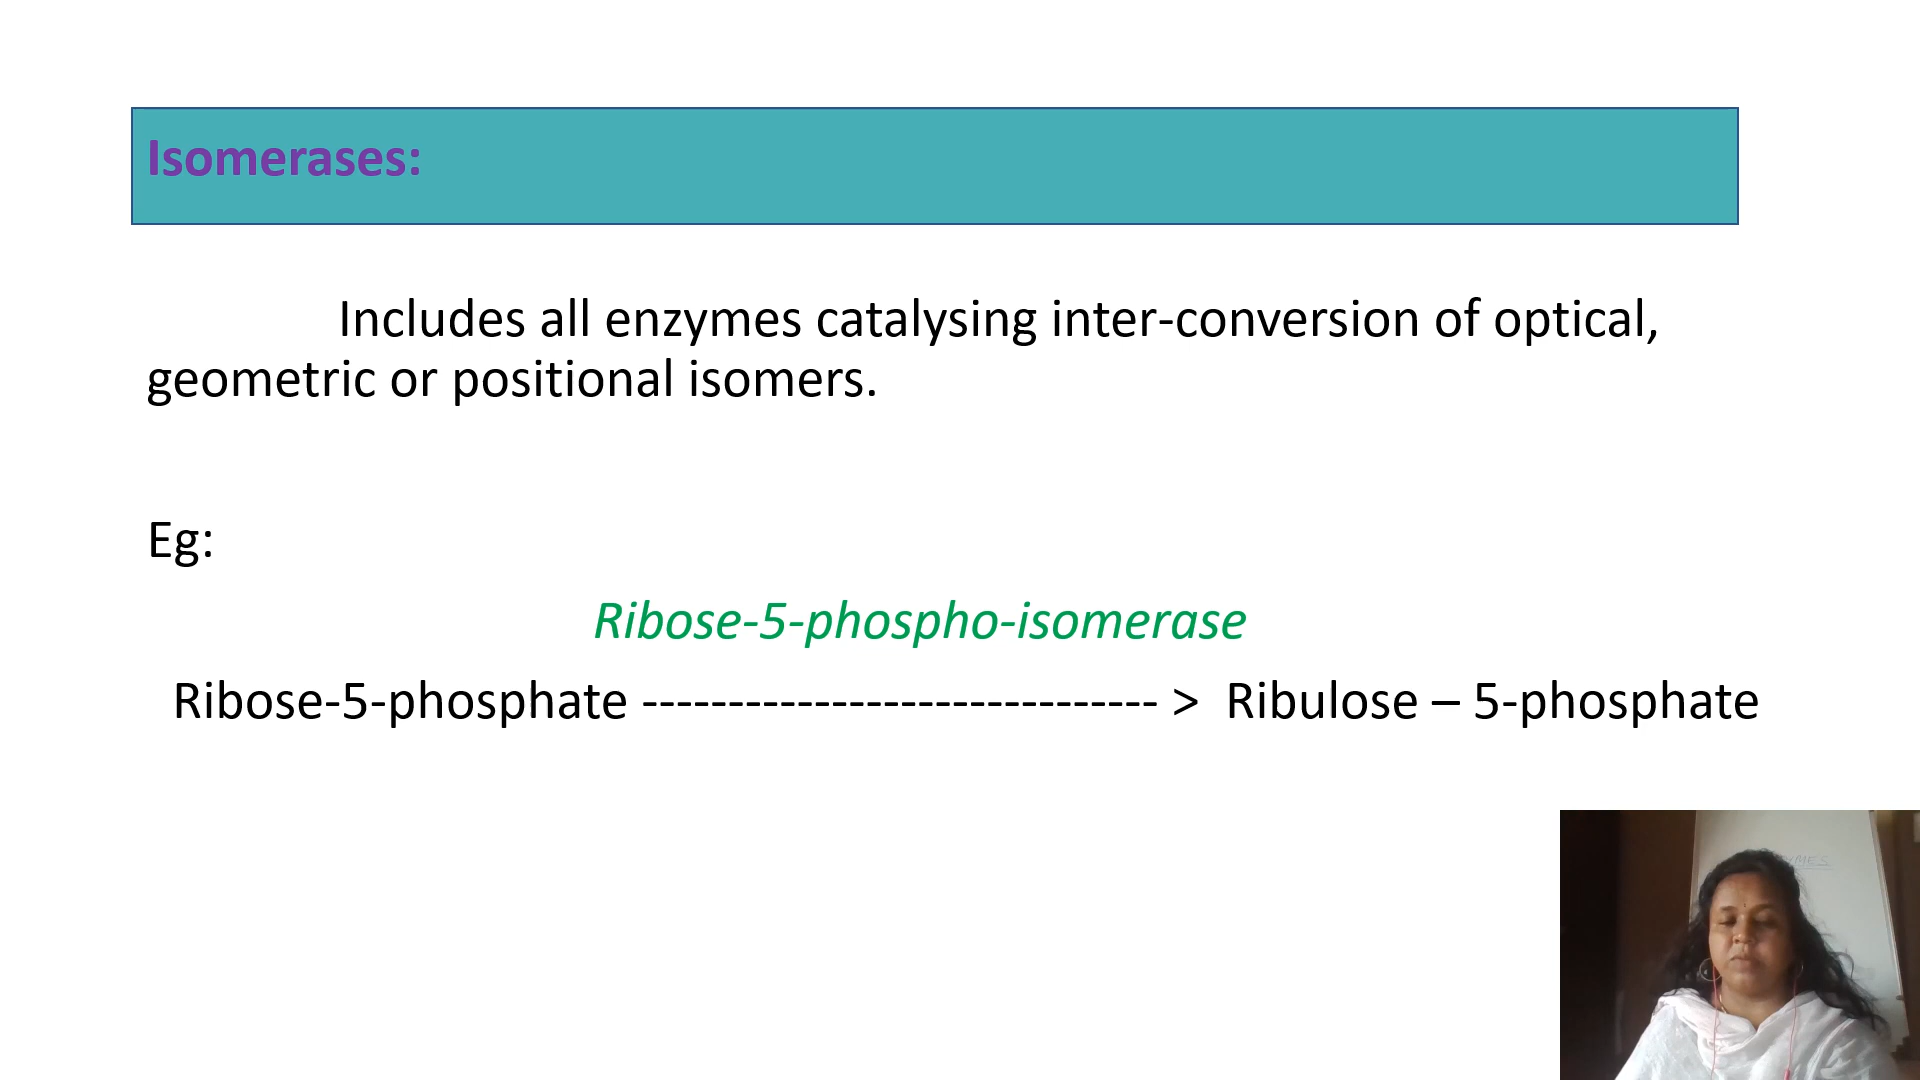 Isomerases:
Includes all enzymes catalysing inter-conversion of optical,
geometric or positional isomers.
Eg:
Ribose-5-phospho-isomerase
Ribose-5-phosphate ------------------------------ > Ribulose – 5-phosphate